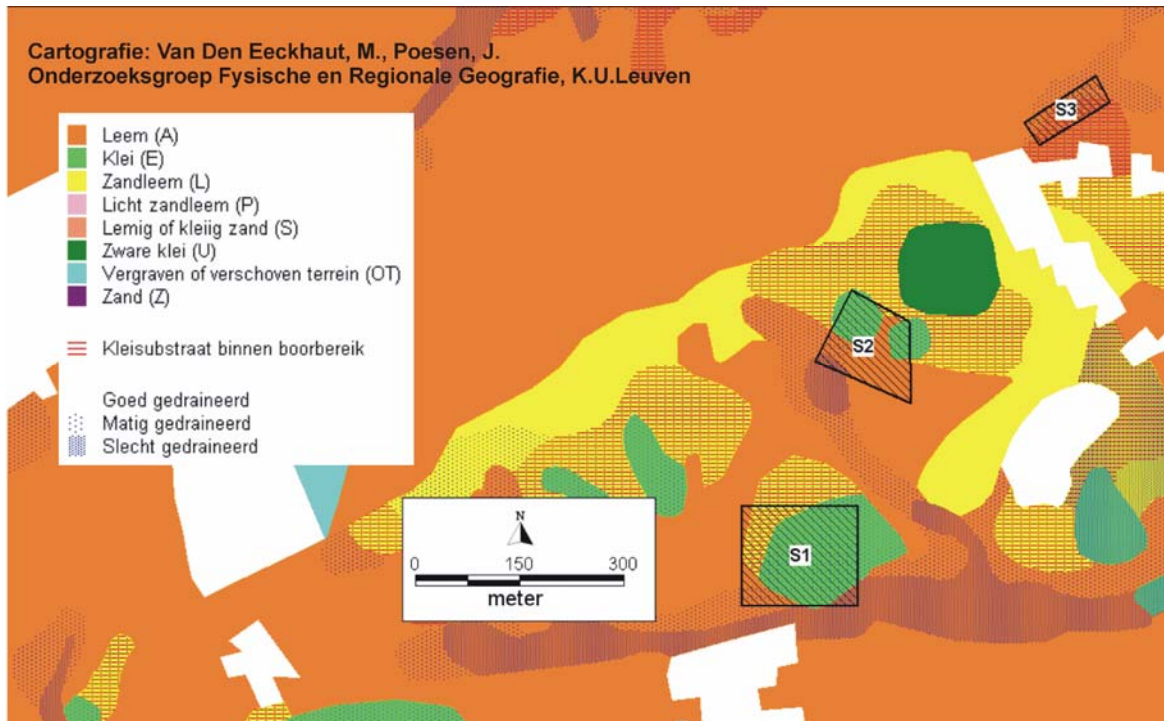 Cartografie: Van Den Eeckhaut, M., Poesen, J.
Onderzoeksgroep Fysische en Regionale Geografie, K.U.Leuven
Leem (A)
Klei (E)
Zandleem (L)
Licht zandleem (P)
Lemig of kleiig zand (S)
Zware klei (U)
Vergraven of verschoven terrein (OT)
Zand (Z)
Kleisubstraat binnen boorbereik
Goed gedraineerd
Matig gedraineerd
Slecht gedraineerd
S3
S2
S1
N
0 150 300
meter